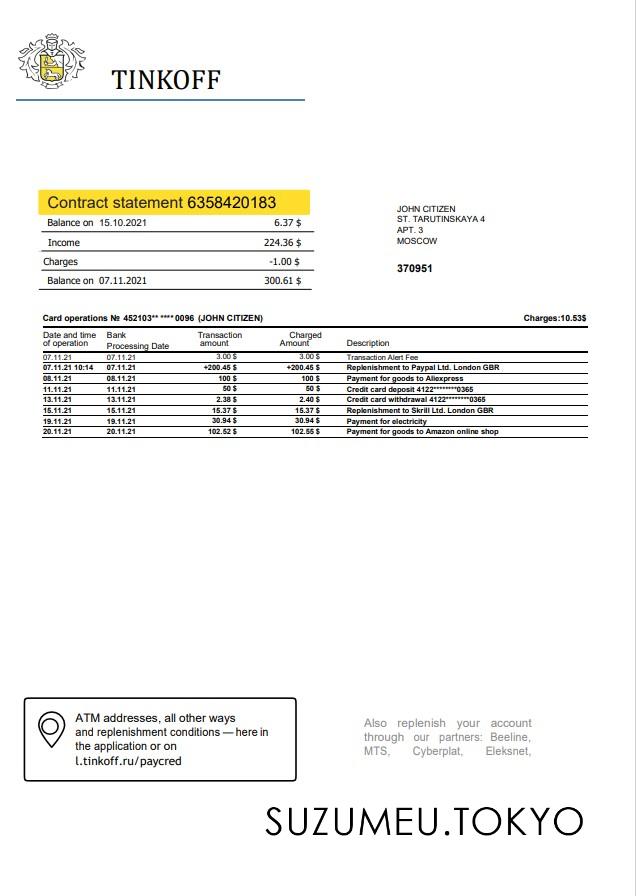 TINKOFF
Contract statement 6358420183
Balance on 15.10.2021 6.37 $
Income 224.36 $
Charges -1.00 $
Balance on 07.11.2021 300.61 $
JOHN CITIZEN
ST. TARUTINSKAYA 4
APT. 3
MOSCOW
370951
Card operations № 452103** **** 0096 (JOHN CITIZEN) Charges:10.53$
Date and time of operation Bank Processing Date Transaction amount Charged Amount Description
07.11.21 07.11.21 3.00 $ 3.00 $ Transaction Alert Fee
07.11.21 10:14 07.11.21 +200.45 $ +200.45 $ Replenishment to Paypal Ltd. London GBR
08.11.21 08.11.21 100 $ 100 $ Payment for goods to Aliexpress
11.11.21 11.11.21 50 $ 50 $ Credit card deposit 4122********0365
13.11.21 13.11.21 2.38 $ 2.40 $ Credit card withdrawal 4122********0365
15.11.21 15.11.21 15.37 $ 15.37 $ Replenishment to Skrill Ltd. London GBR
19.11.21 19.11.21 30.94 $ 30.94 $ Payment for electricity
20.11.21 20.11.21 102.52 $ 102.55 $ Payment for goods to Amazon online shop
ATM addresses, all other ways
and replenishment conditions — here in
the application or on
l.tinkoff.ru/paycred
Also replenish your account
through our partners: Beeline,
MTS, Cyberplat, Eleksnet,
SUZUMEU.TOKYO